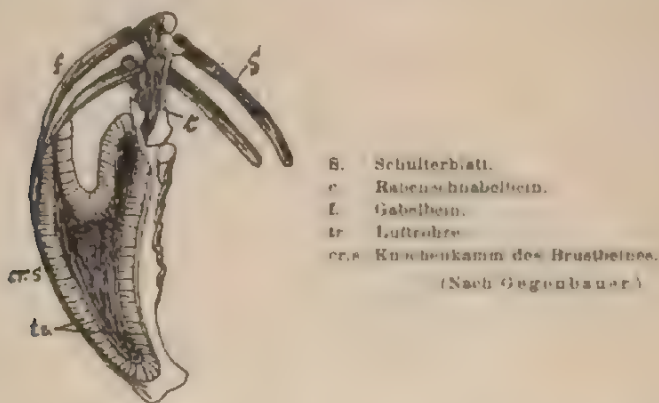 f
S
c
cr.s
tr
S. Schulterblatt.
c. Rabenschnabelbein.
f. Gabelbein.
tr. Luftröhre
cr.s Knochenkamm des Brustbeines.
(Nach Gegenbauer)